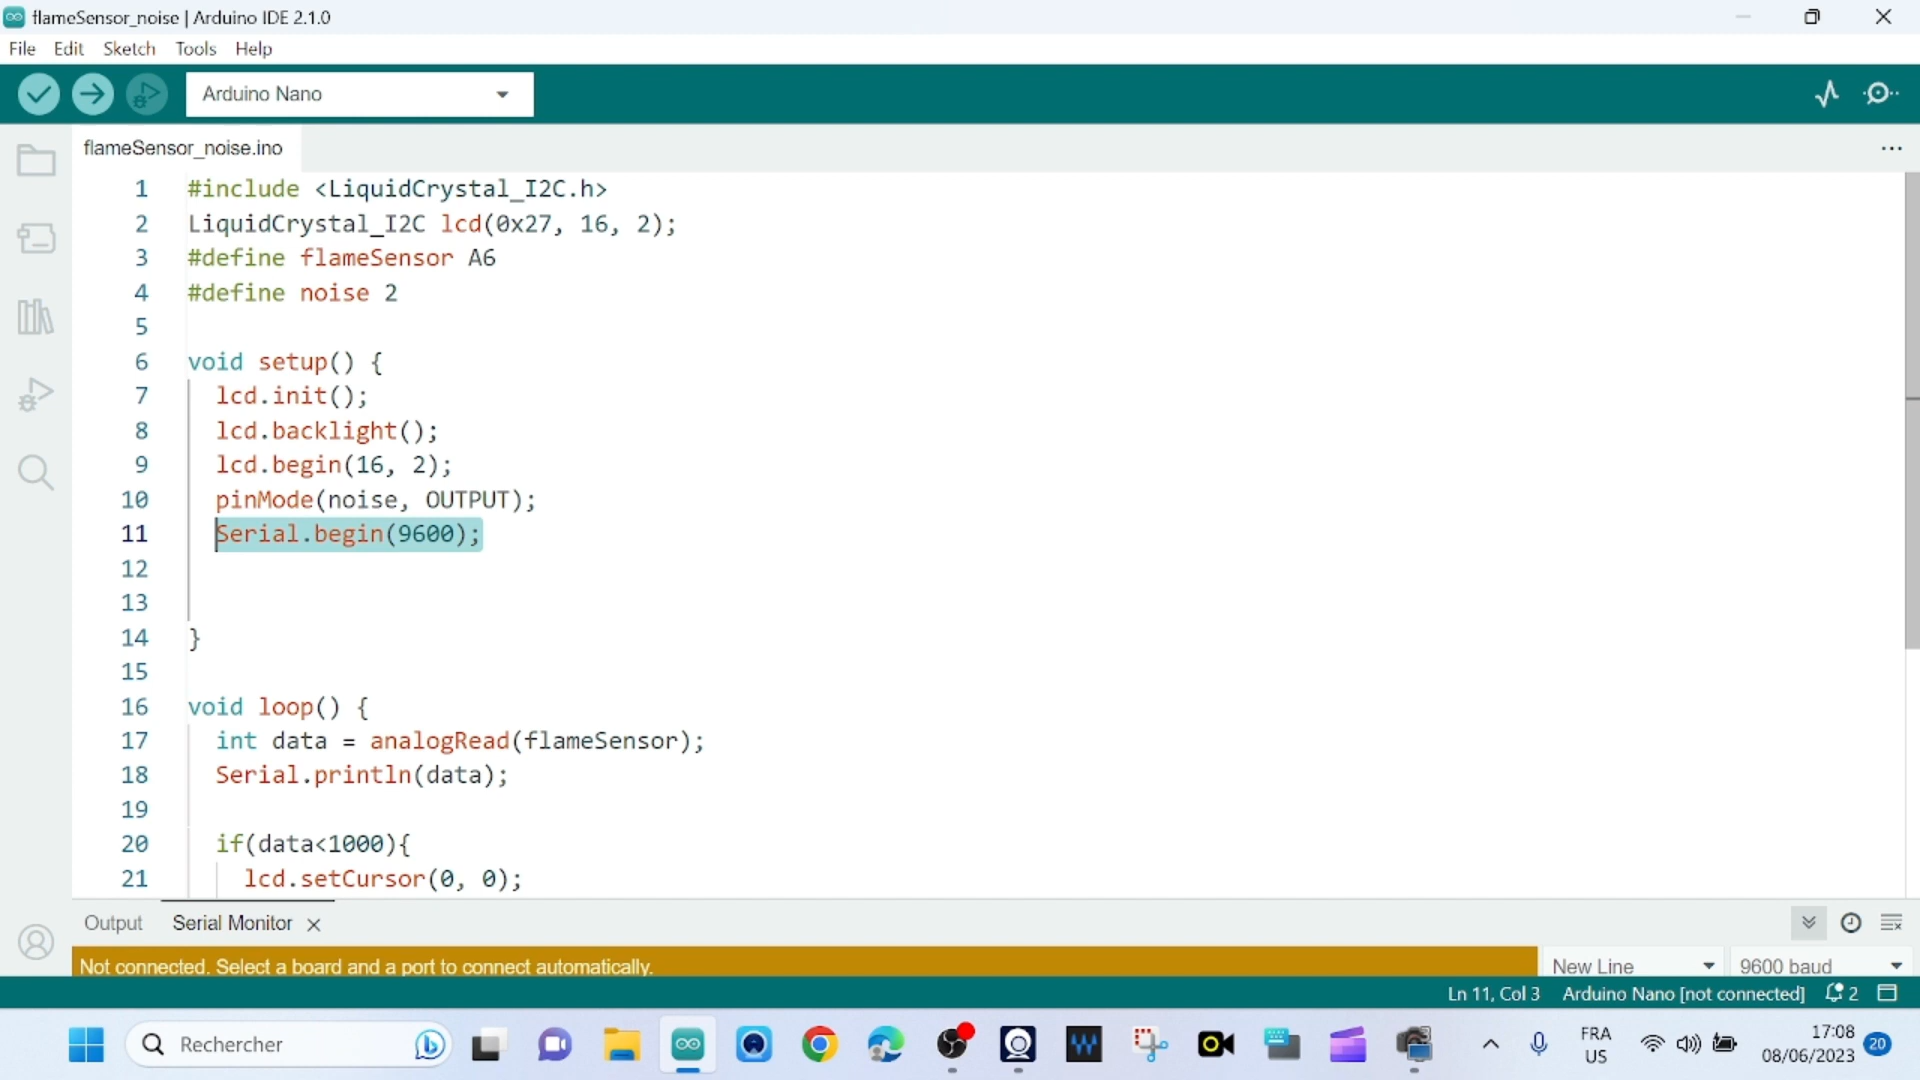 flameSensor_noise | Arduino IDE 2.1.0
File Edit Sketch Tools Help
Arduino Nano
flameSensor_noise.ino
1 #include <LiquidCrystal_I2C.h>
2 LiquidCrystal_I2C lcd(0x27, 16, 2);
3 #define flameSensor A6
4 #define noise 2
5
6 void setup() {
7 lcd.init();
8 lcd.backlight();
9 lcd.begin(16, 2);
10 pinMode(noise, OUTPUT);
11 Serial.begin(9600);
12
13
14 }
15
16 void loop() {
17 int data = analogRead(flameSensor);
18 Serial.println(data);
19
20 if(data<1000){
21 lcd.setCursor(0, 0);
Output Serial Monitor
Not connected. Select a board and a port to connect automatically. New Line 9600 baud
Ln 11, Col 3 Arduino Nano [not connected] 2
Rechercher
FRA
US
17:08
08/06/2023
20